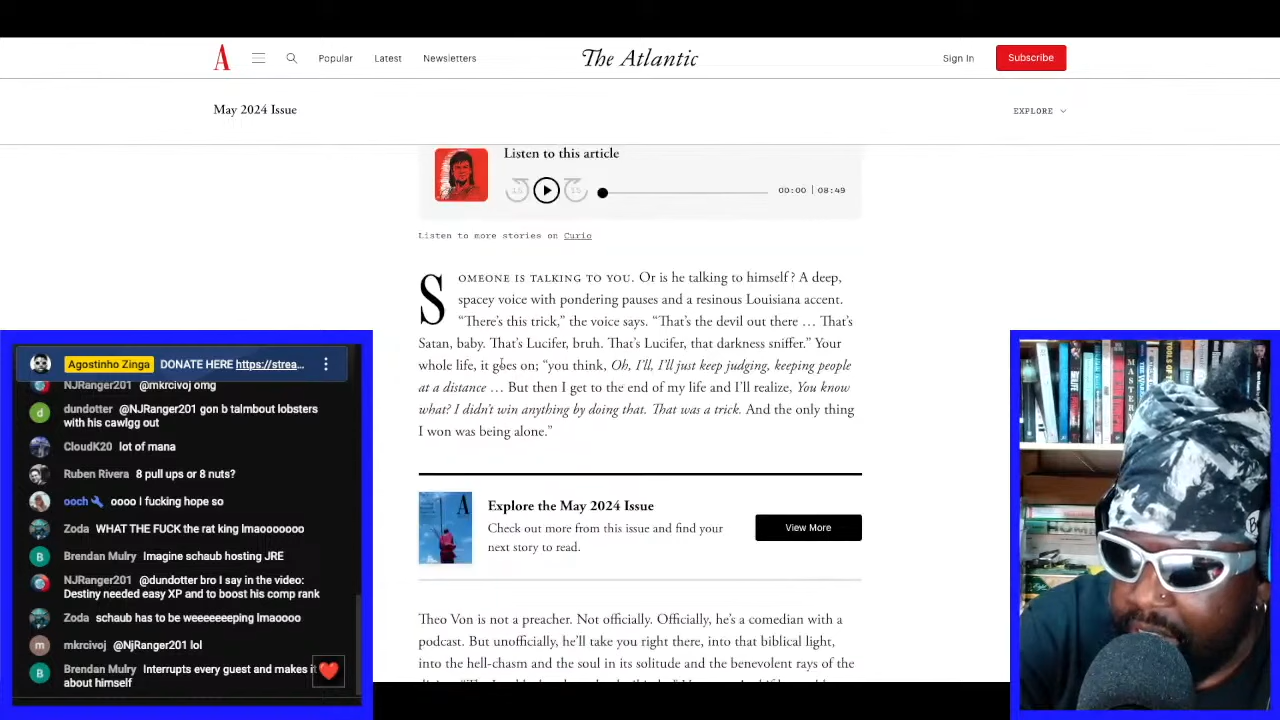 A
Popular
Latest
Newsletters
The Atlantic
Sign In
Subscribe
May 2024 Issue
EXPLORE
Listen to this article
00:00 | 08:49
Listen to more stories on Curio
SOMEONE IS TALKING TO YOU. Or is he talking to himself? A deep,
spacey voice with pondering pauses and a resinous Louisiana accent.
“There’s this trick,” the voice says. “That’s the devil out there … That’s
Satan, baby. That’s Lucifer, bruh. That’s Lucifer, that darkness sniffer.” Your
whole life, it goes on; “you think, Oh, I’ll, I’ll just keep judging, keeping people
at a distance … But then I get to the end of my life and I’ll realize, You know
what? I didn’t win anything by doing that. That was a trick. And the only thing
I won was being alone.”
A
Explore the May 2024 Issue
Check out more from this issue and find your
next story to read.
View More
Theo Von is not a preacher. Not officially. Officially, he’s a comedian with a
podcast. But unofficially, he’ll take you right there, into that biblical light,
into the hell-chasm and the soul in its solitude and the benevolent rays of the
Agostinho Zinga DONATE HERE https://strea...
NJRanger201 @mkrcivoj omg
d
dundotter @NJRanger201 gon b talmbout lobsters
with his cawlgg out
CloudK20 lot of mana
Ruben Rivera 8 pull ups or 8 nuts?
ooch oooo I fucking hope so
Zoda WHAT THE FUCK the rat king lmaooooooo
B
Brendan Mulry Imagine schaub hosting JRE
NJRanger201 @dundotter bro I say in the video:
Destiny needed easy XP and to boost his comp rank
Zoda schaub has to be weeeeeeeping lmaoooo
m
mkrcivoj @NjRanger201 lol
B
Brendan Mulry Interrupts every guest and makes it
about himself